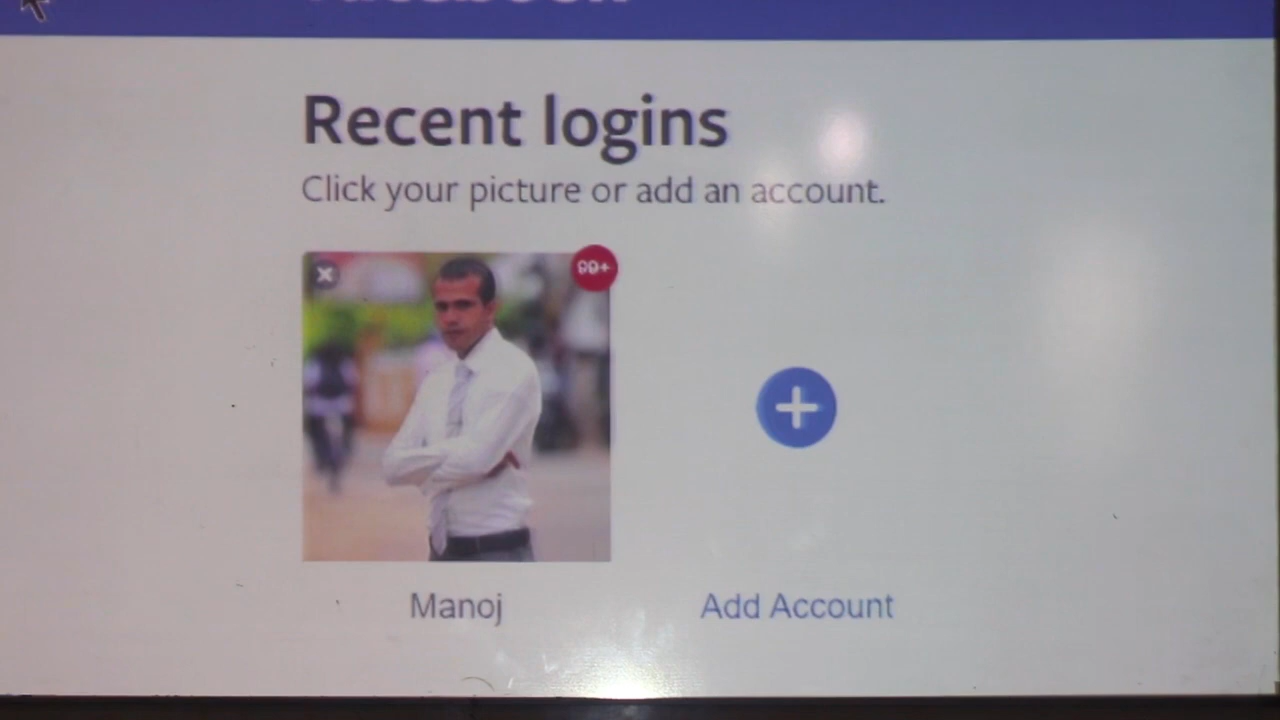 Recent logins
Click your picture or add an account.
99+
Manoj
Add Account